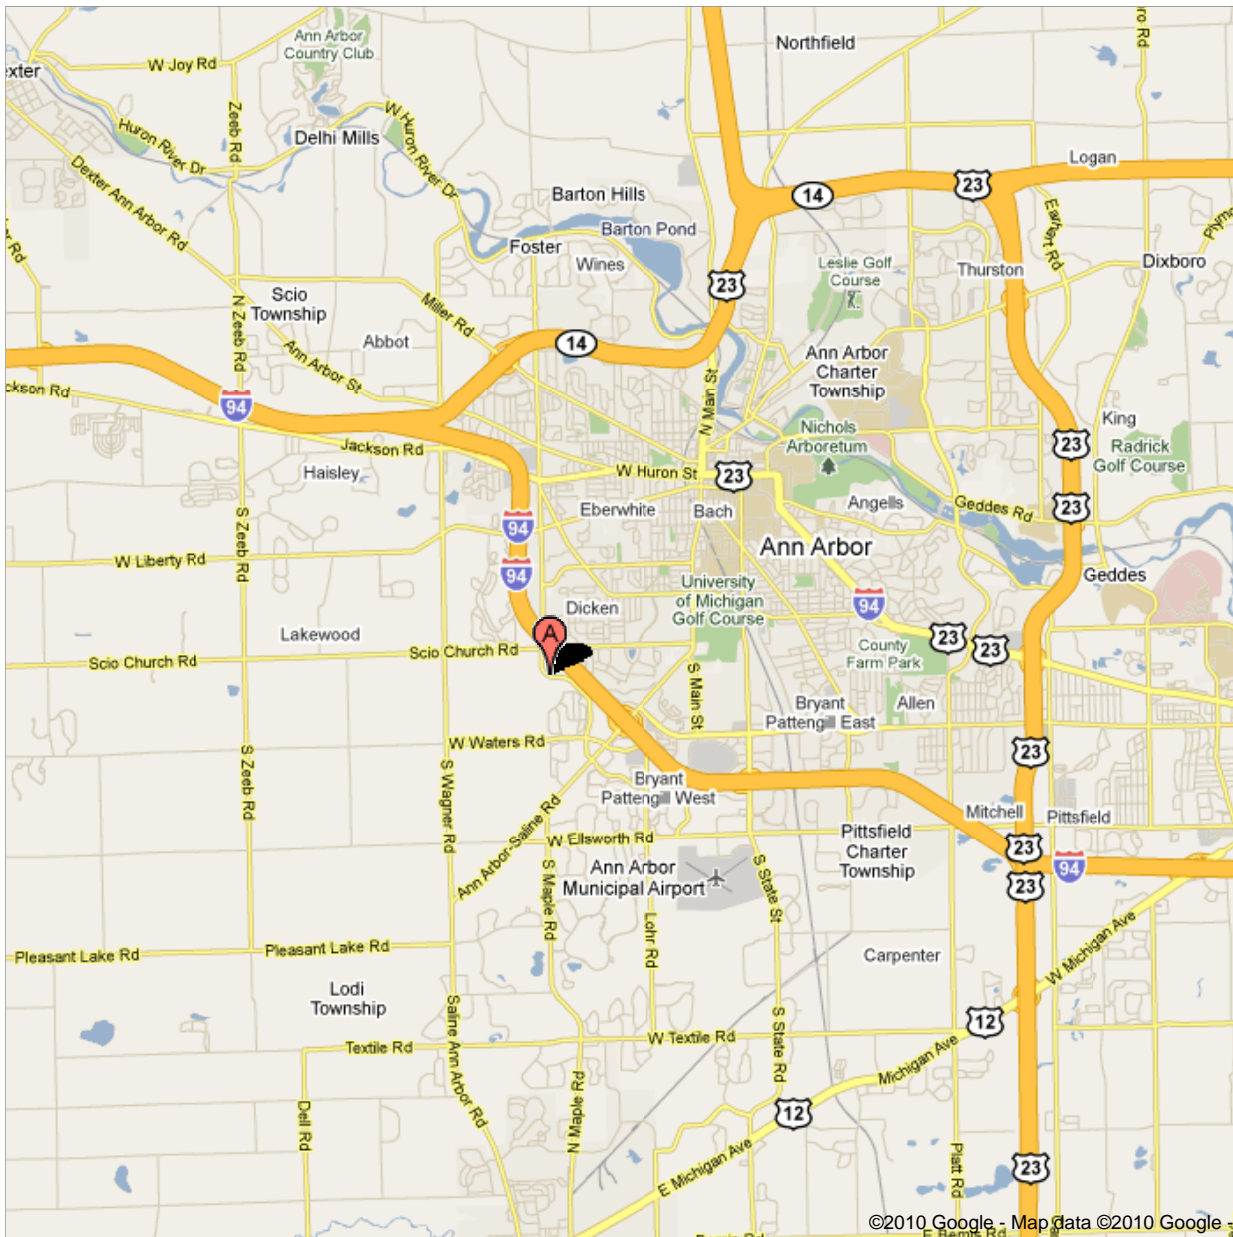 Ann Arbor
Country Club
Northfield
W Joy Rd
xter
Zeeb Rd
Huron River Dr
Delhi Mills
W Huron River Dr
Logan
23
14
Dexter Ann Arbor Rd
Barton Hills
Barton Pond
Foster
Wines
Earhart Rd
Leslie Golf
Course
Thurston
Dixboro
23
Scio
Township
N Zeeb Rd
Miller Rd
Abbot
14
Ann Arbor St
Ann Arbor
Charter
Township
ckson Rd
94
N Main St
King
Radrick
Golf Course
Nichols
Arboretum
23
Jackson Rd
Haisley
W Huron St
23
Eberwhite
Bach
Angells
Geddes Rd
23
S Zeeb Rd
94
W Liberty Rd
94
Ann Arbor
Geddes
University
of Michigan
Golf Course
94
Dicken
Lakewood
A
23
23
Scio Church Rd
Scio Church Rd
County
Farm Park
S Main St
Allen
Bryant
Patteng East
W Waters Rd
23
S Zeeb Rd
S Wagner Rd
Bryant
Patteng West
Ann Arbor-Saline Rd
Mitchell
Pittsfield
W Ellsworth Rd
Pittsfield
Charter
Township
23
94
23
Ann Arbor
Municipal Airport
S Maple Rd
S State St
Lohr Rd
Pleasant Lake Rd
Pleasant Lake Rd
Carpenter
W Michigan Ave
Lodi
Township
12
Saline Ann Arbor Rd
Textile Rd
W Textile Rd
S State Rd
Michigan Ave
N Maple Rd
Dell Rd
12
E Michigan Ave
Platt Rd
23
©2010 Google - Map data ©2010 Google -
E Bemis Rd